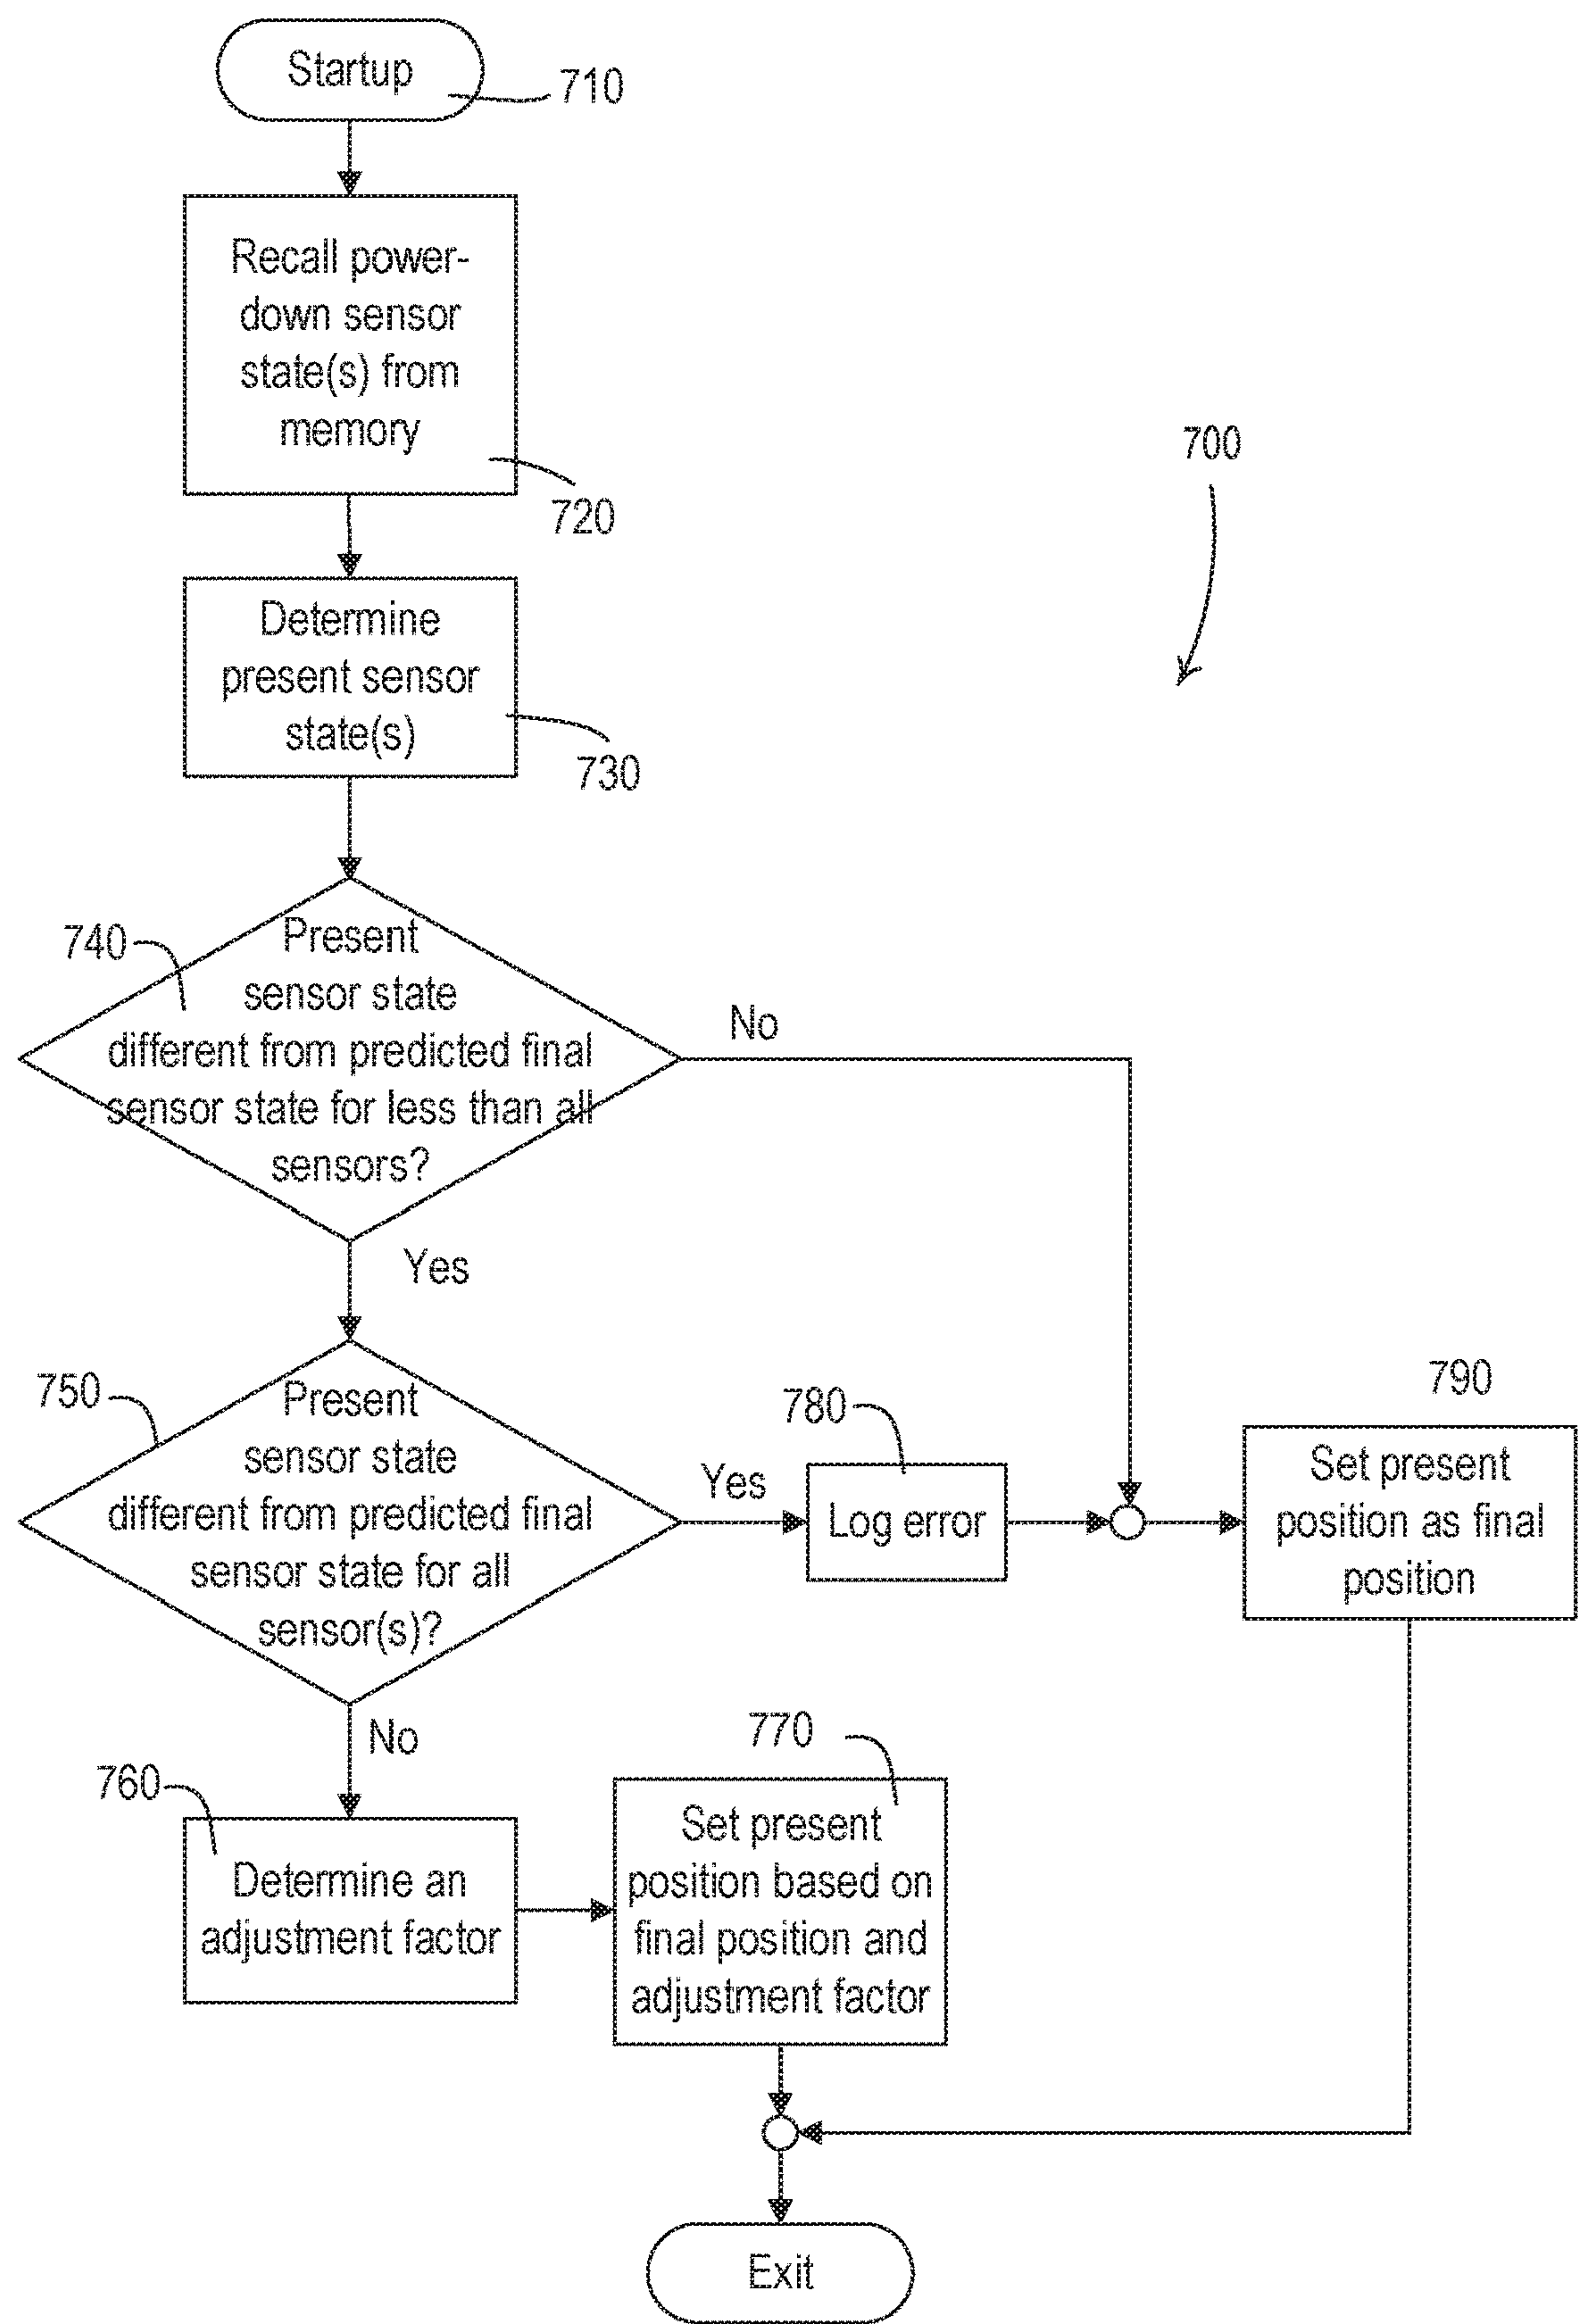 Startup
710
Recall power-
down sensor
state(s) from
memory
720
700
Determine
present sensor
state(s)
730
740
Present
sensor state
different from predicted final
sensor state for less than all
sensors?
No
Yes
750
Present
sensor state
different from predicted final
sensor state for all
sensor(s)?
Yes
780
Log error
790
Set present
position as final
position
No
760
Determine an
adjustment factor
770
Set present
position based on
final position and
adjustment factor
Exit